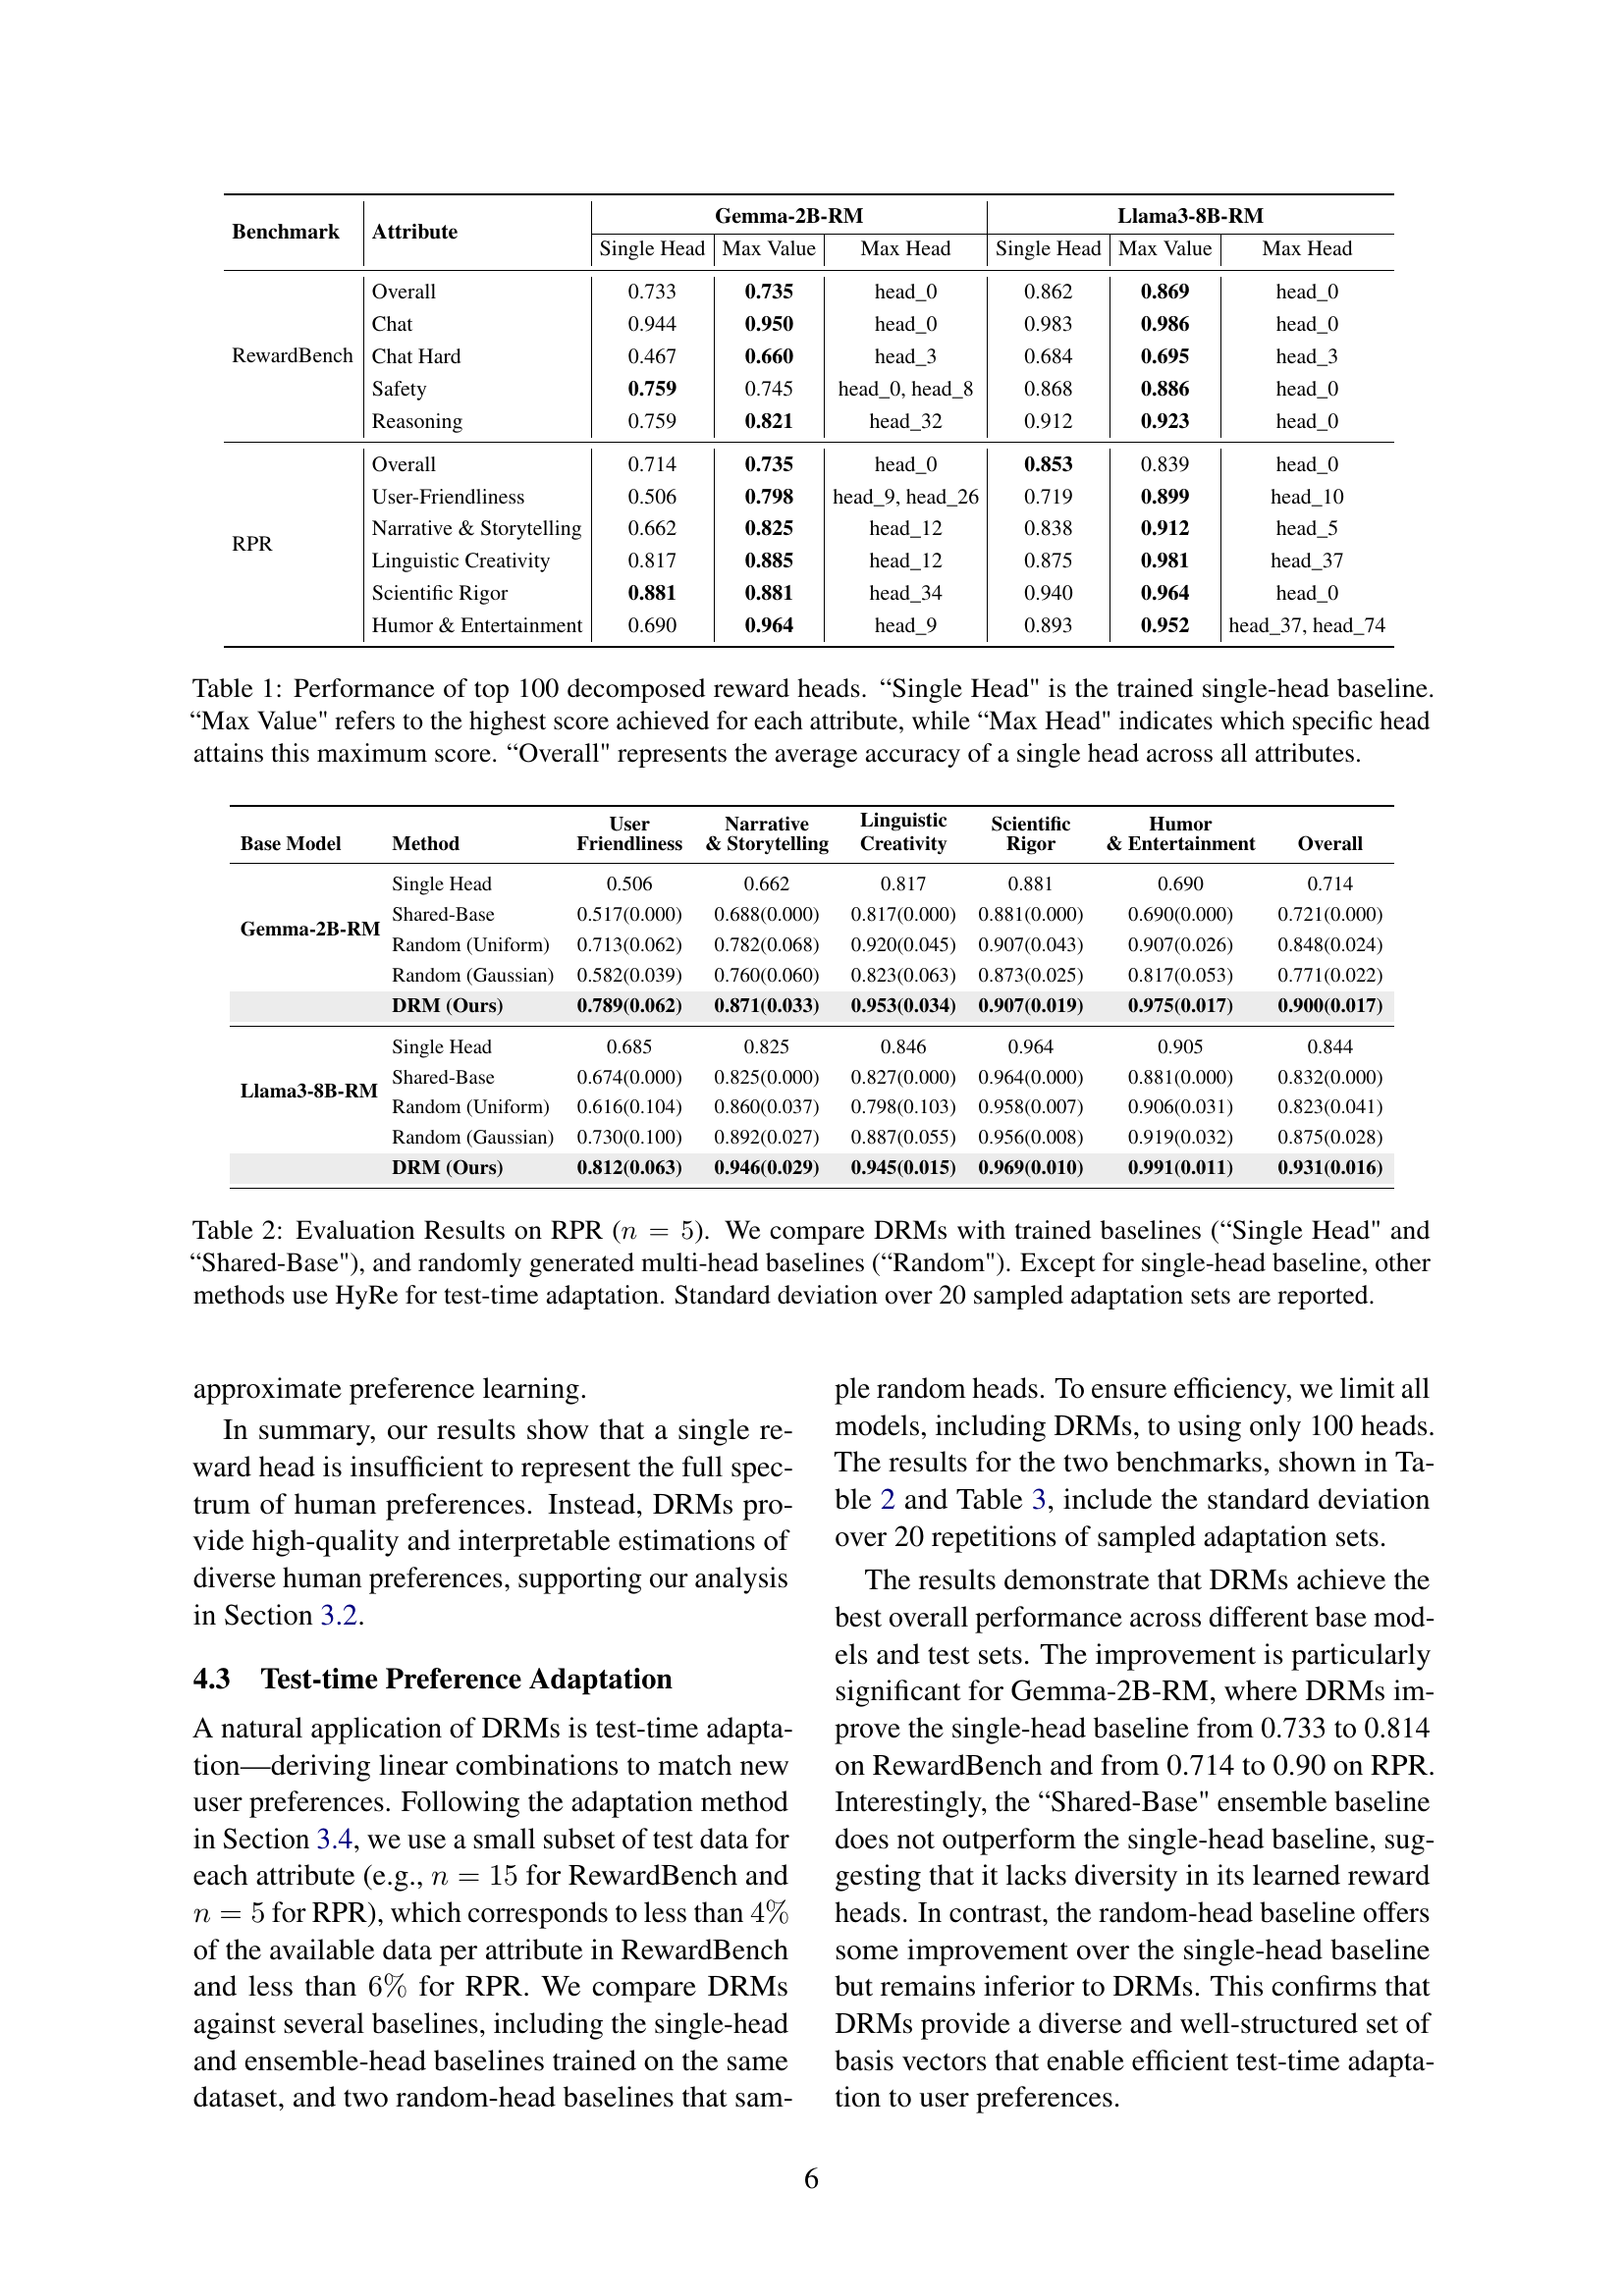 Benchmark Attribute Gemma-2B-RM Llama3-8B-RM
Single Head Max Value Max Head Single Head Max Value Max Head
RewardBench
Overall 0.733 0.735 head_0 0.862 0.869 head_0
Chat 0.944 0.950 head_0 0.983 0.986 head_0
Chat Hard 0.467 0.660 head_3 0.684 0.695 head_3
Safety 0.759 0.745 head_0, head_8 0.868 0.886 head_0
Reasoning 0.759 0.821 head_32 0.912 0.923 head_0
RPR
Overall 0.714 0.735 head_0 0.853 0.839 head_0
User-Friendliness 0.506 0.798 head_9, head_26 0.719 0.899 head_10
Narrative & Storytelling 0.662 0.825 head_12 0.838 0.912 head_5
Linguistic Creativity 0.817 0.885 head_12 0.875 0.981 head_37
Scientific Rigor 0.881 0.881 head_34 0.940 0.964 head_0
Humor & Entertainment 0.690 0.964 head_9 0.893 0.952 head_37, head_74
Table 1: Performance of top 100 decomposed reward heads. “Single Head" is the trained single-head baseline.
“Max Value" refers to the highest score achieved for each attribute, while “Max Head" indicates which specific head
attains this maximum score. “Overall" represents the average accuracy of a single head across all attributes.
Base Model Method User Friendliness Narrative & Storytelling Linguistic Creativity Scientific Rigor Humor & Entertainment Overall
Gemma-2B-RM
Single Head 0.506 0.662 0.817 0.881 0.690 0.714
Shared-Base 0.517(0.000) 0.688(0.000) 0.817(0.000) 0.881(0.000) 0.690(0.000) 0.721(0.000)
Random (Uniform) 0.713(0.062) 0.782(0.068) 0.920(0.045) 0.907(0.043) 0.907(0.026) 0.848(0.024)
Random (Gaussian) 0.582(0.039) 0.760(0.060) 0.823(0.063) 0.873(0.025) 0.817(0.053) 0.771(0.022)
DRM (Ours) 0.789(0.062) 0.871(0.033) 0.953(0.034) 0.907(0.019) 0.975(0.017) 0.900(0.017)
Llama3-8B-RM
Single Head 0.685 0.825 0.846 0.964 0.905 0.844
Shared-Base 0.674(0.000) 0.825(0.000) 0.827(0.000) 0.964(0.000) 0.881(0.000) 0.832(0.000)
Random (Uniform) 0.616(0.104) 0.860(0.037) 0.798(0.103) 0.958(0.007) 0.906(0.031) 0.823(0.041)
Random (Gaussian) 0.730(0.100) 0.892(0.027) 0.887(0.055) 0.956(0.008) 0.919(0.032) 0.875(0.028)
DRM (Ours) 0.812(0.063) 0.946(0.029) 0.945(0.015) 0.969(0.010) 0.991(0.011) 0.931(0.016)
Table 2: Evaluation Results on RPR (n = 5). We compare DRMs with trained baselines (“Single Head" and
“Shared-Base"), and randomly generated multi-head baselines (“Random"). Except for single-head baseline, other
methods use HyRe for test-time adaptation. Standard deviation over 20 sampled adaptation sets are reported.
approximate preference learning.
In summary, our results show that a single re-
ward head is insufficient to represent the full spec-
trum of human preferences. Instead, DRMs pro-
vide high-quality and interpretable estimations of
diverse human preferences, supporting our analysis
in Section 3.2.
4.3 Test-time Preference Adaptation
A natural application of DRMs is test-time adapta-
tion—deriving linear combinations to match new
user preferences. Following the adaptation method
in Section 3.4, we use a small subset of test data for
each attribute (e.g., n = 15 for RewardBench and
n = 5 for RPR), which corresponds to less than 4%
of the available data per attribute in RewardBench
and less than 6% for RPR. We compare DRMs
against several baselines, including the single-head
and ensemble-head baselines trained on the same
dataset, and two random-head baselines that sam-
ple random heads. To ensure efficiency, we limit all
models, including DRMs, to using only 100 heads.
The results for the two benchmarks, shown in Ta-
ble 2 and Table 3, include the standard deviation
over 20 repetitions of sampled adaptation sets.
The results demonstrate that DRMs achieve the
best overall performance across different base mod-
els and test sets. The improvement is particularly
significant for Gemma-2B-RM, where DRMs im-
prove the single-head baseline from 0.733 to 0.814
on RewardBench and from 0.714 to 0.90 on RPR.
Interestingly, the “Shared-Base" ensemble baseline
does not outperform the single-head baseline, sug-
gesting that it lacks diversity in its learned reward
heads. In contrast, the random-head baseline offers
some improvement over the single-head baseline
but remains inferior to DRMs. This confirms that
DRMs provide a diverse and well-structured set of
basis vectors that enable efficient test-time adapta-
tion to user preferences.
6